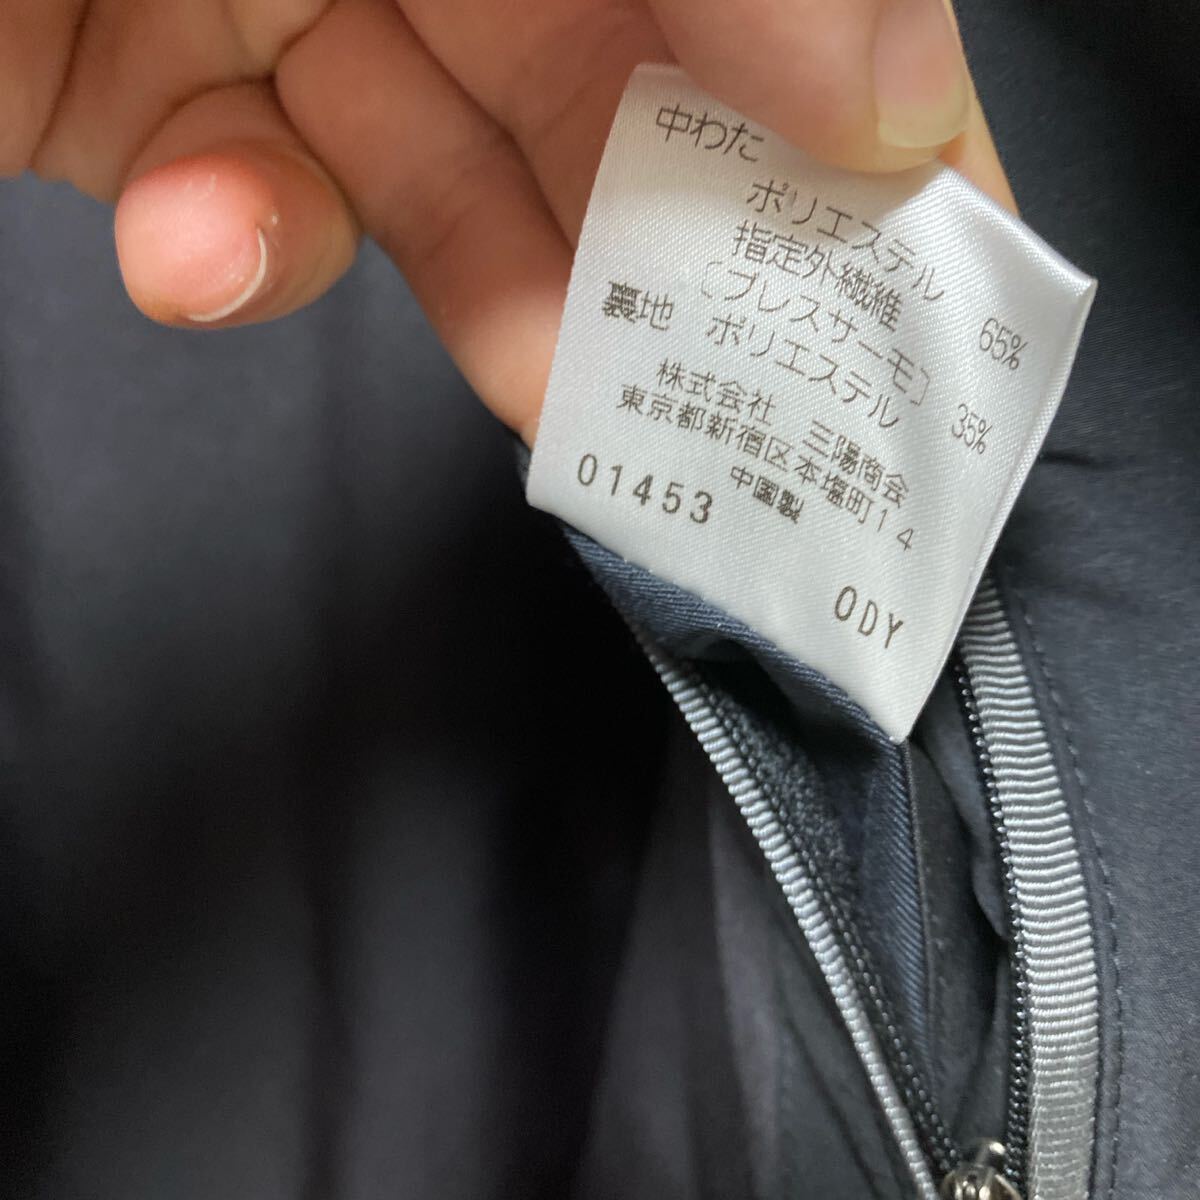 中わた
ポリエステル 65%
指定外繊維
〔ブレスサーモ〕 35%
裏地 ポリエステル
株式会社 三陽商会
東京都新宿区本塩町14
中国製
01453
ODY